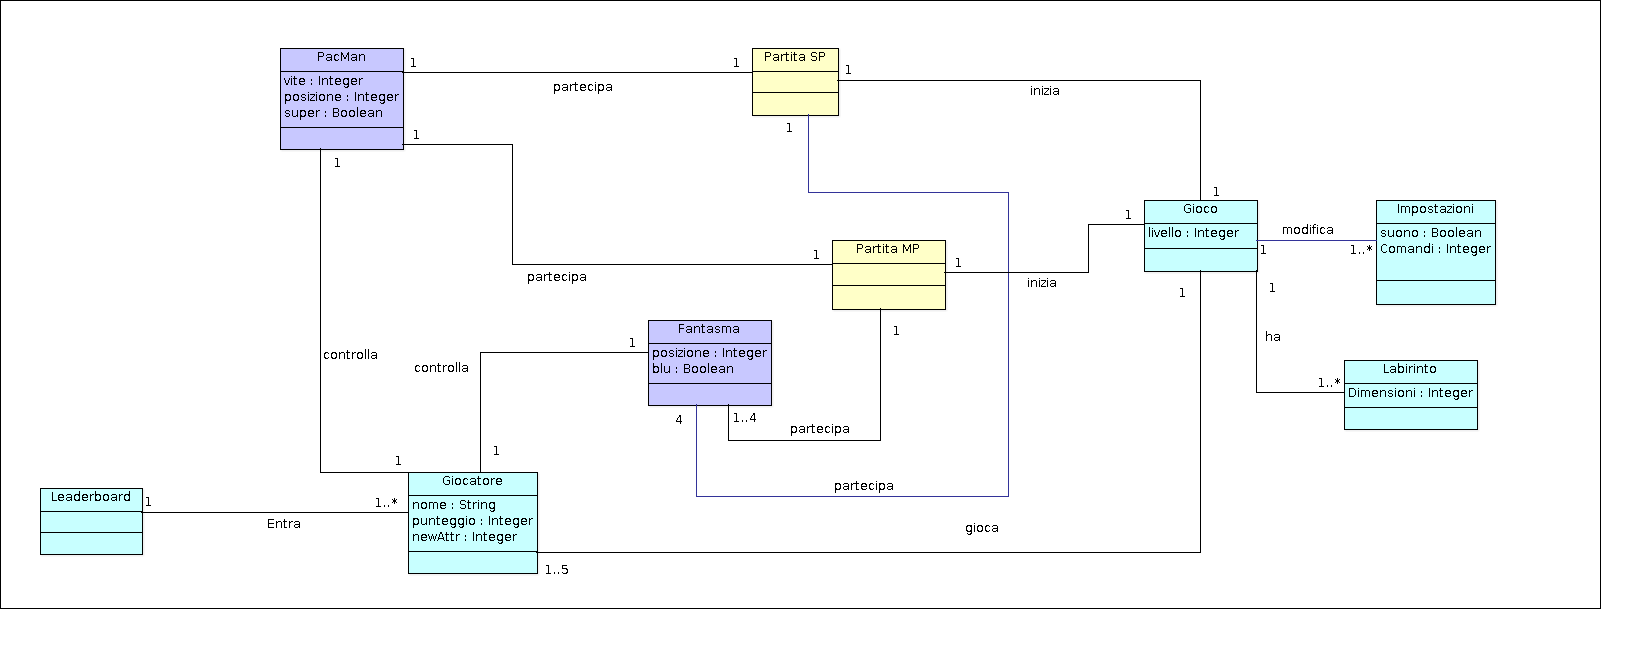 PacMan
vite : Integer
posizione : Integer
super : Boolean
1
1
partecipa
Partita SP
1
1
inizia
1
1
1
1
partecipa
1
Partita MP
1
inizia
1
1
Gioco
livello : Integer
1
modifica
1..*
Impostazioni
suono : Boolean
Comandi : Integer
1
1
ha
1..*
Labirinto
Dimensioni : Integer
Fantasma
posizione : Integer
blu : Boolean
1
controlla
controlla
4
1..4
partecipa
partecipa
1
1
Giocatore
nome : String
punteggio : Integer
newAttr : Integer
Leaderboard
1
Entra
1..*
gioca
1..5